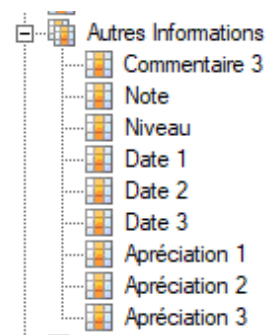 Autres Informations
Commentaire 3
Note
Niveau
Date 1
Date 2
Date 3
Apréciation 1
Apréciation 2
Apréciation 3